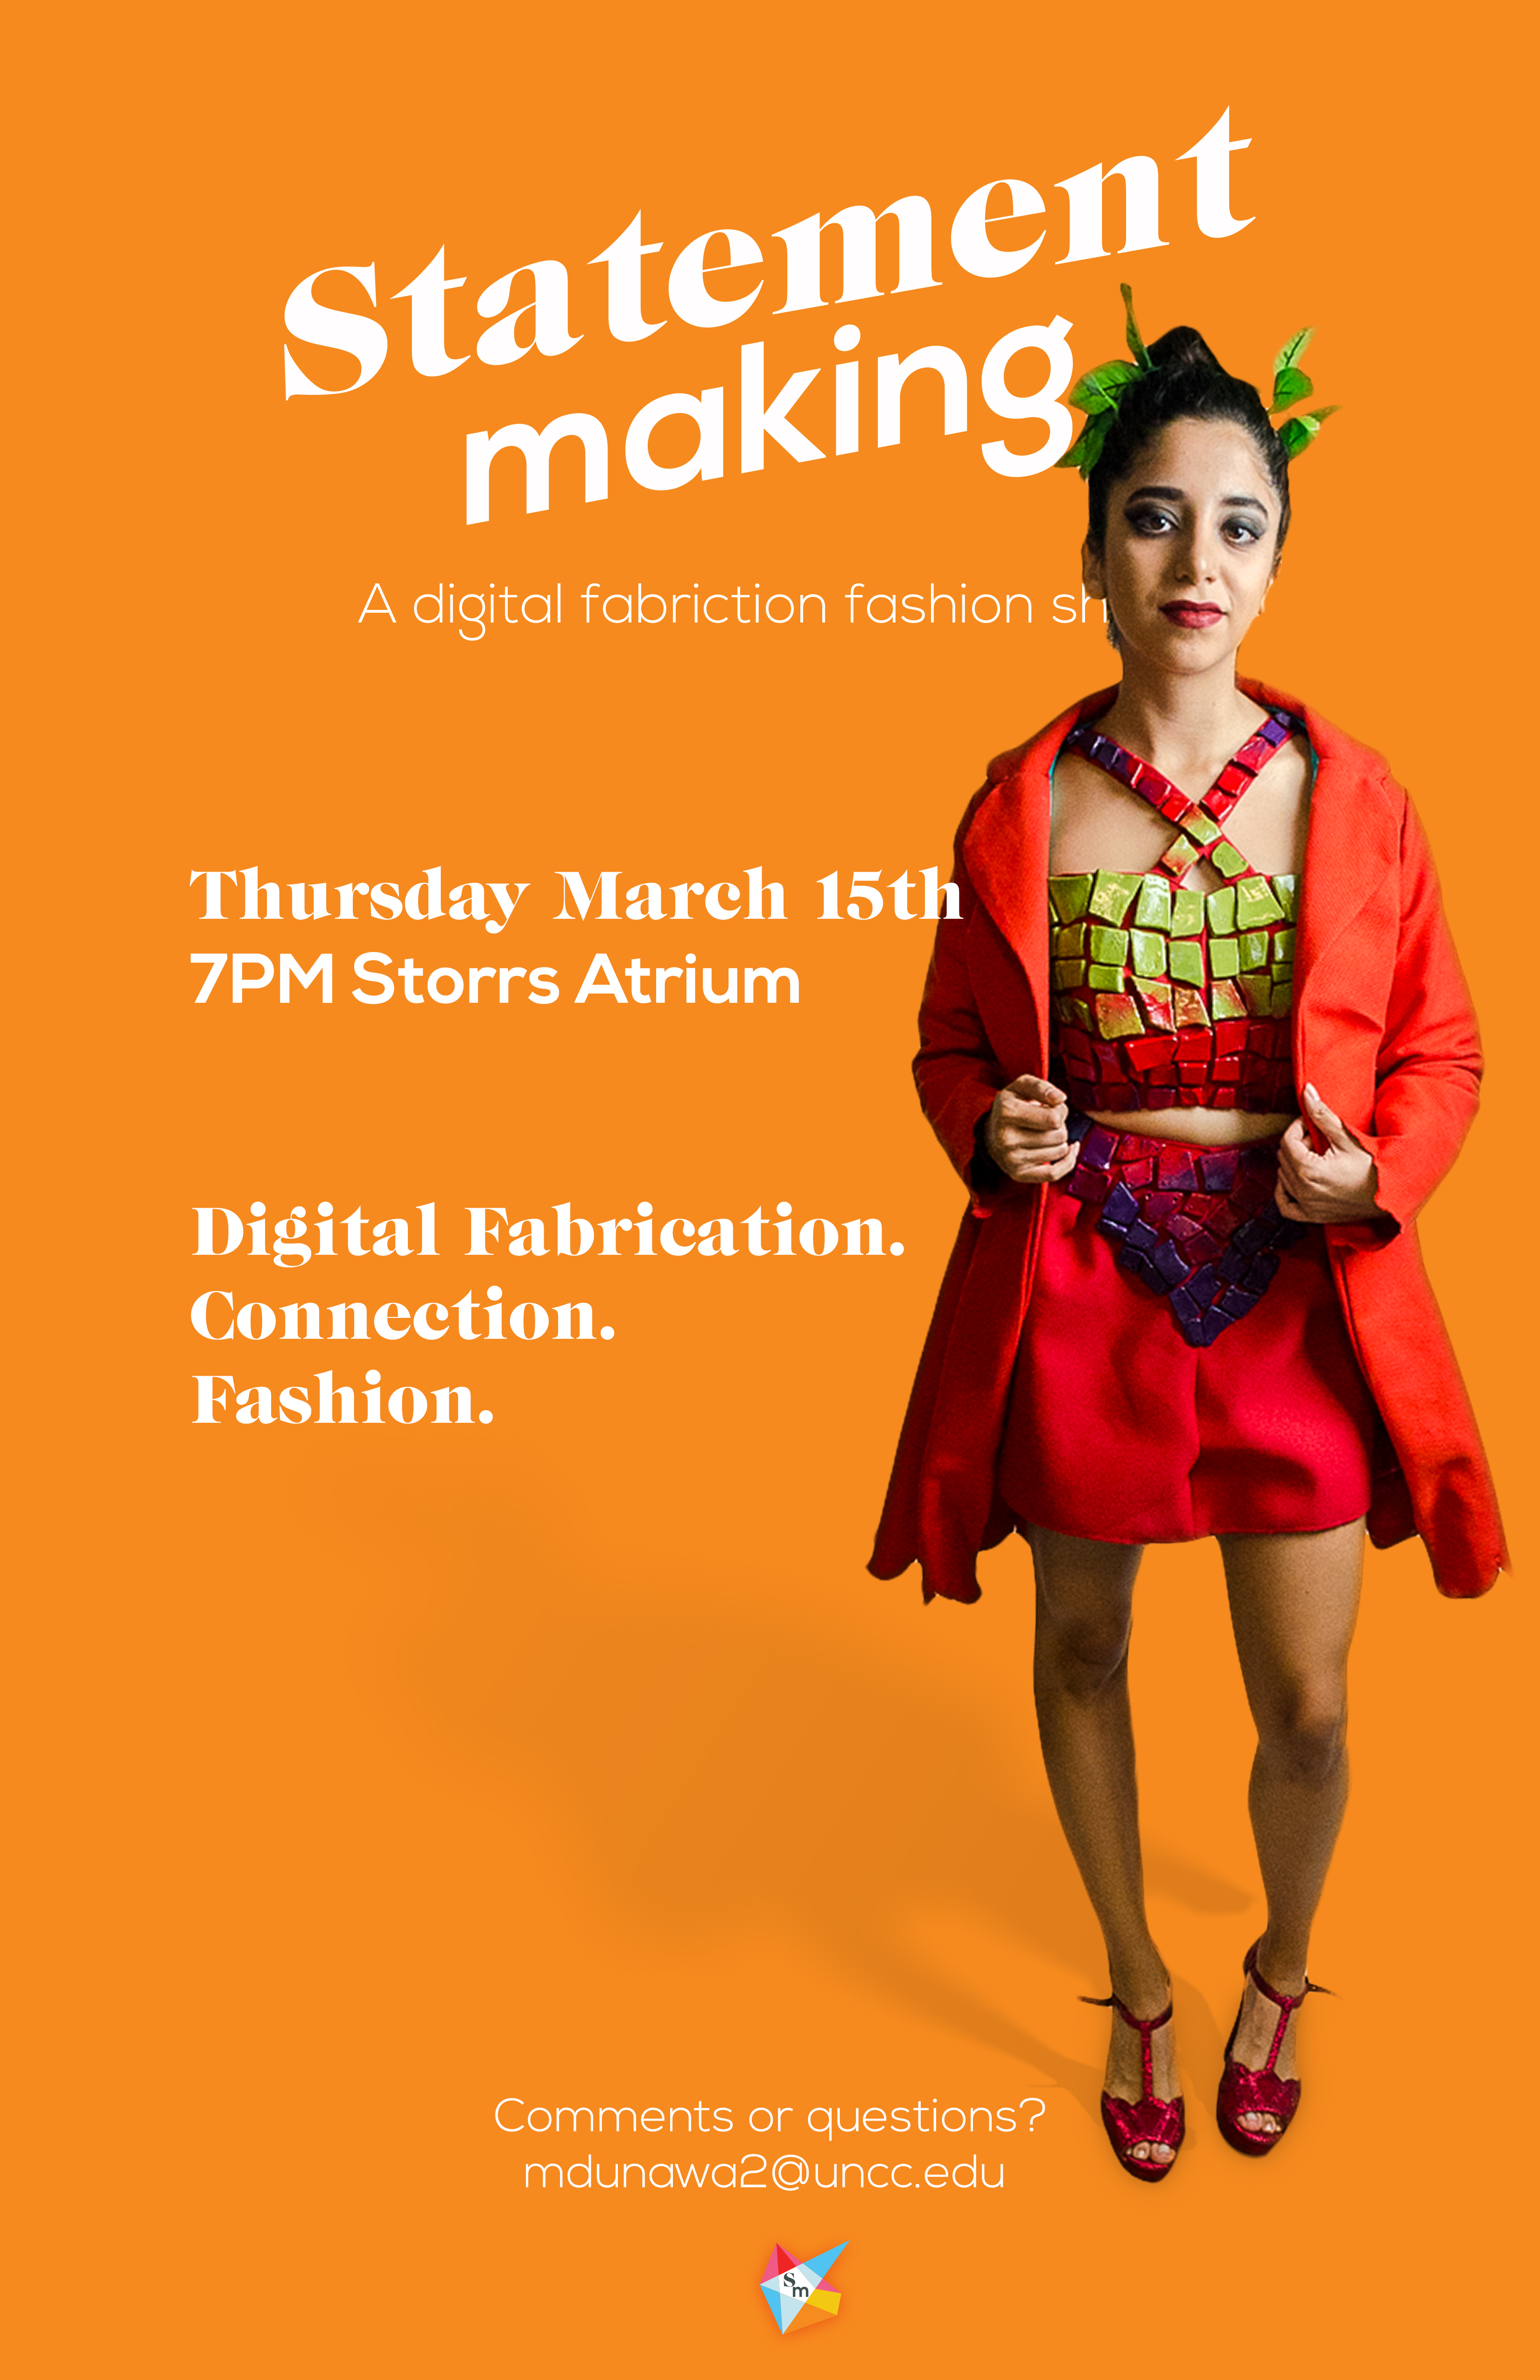 Statement
making
A digital fabriction fashion sh
Thursday March 15th
7PM Storrs Atrium
Digital Fabrication.
Connection.
Fashion.
Comments or questions?
mdunawa2@uncc.edu
S
m